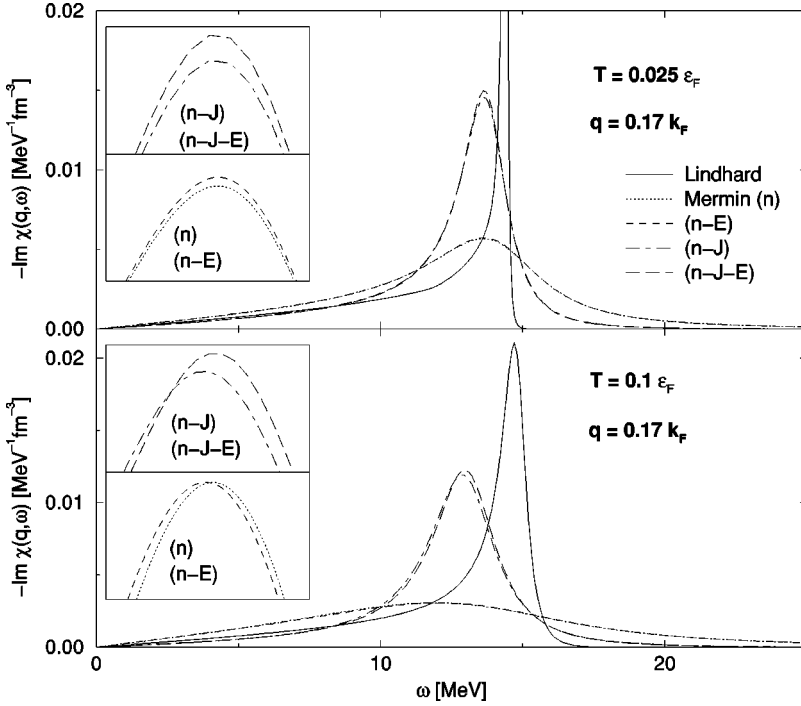 0.02
0.01
0.00
−Im χ(q,ω) [MeV⁻¹fm⁻³]
(n−J)
(n−J−E)
(n)
(n−E)
T = 0.025 ε_F
q = 0.17 k_F
Lindhard
Mermin (n)
(n−E)
(n−J)
(n−J−E)
0.02
0.01
0.00
−Im χ(q,ω) [MeV⁻¹fm⁻³]
(n−J)
(n−J−E)
(n)
(n−E)
T = 0.1 ε_F
q = 0.17 k_F
0
10
20
ω [MeV]